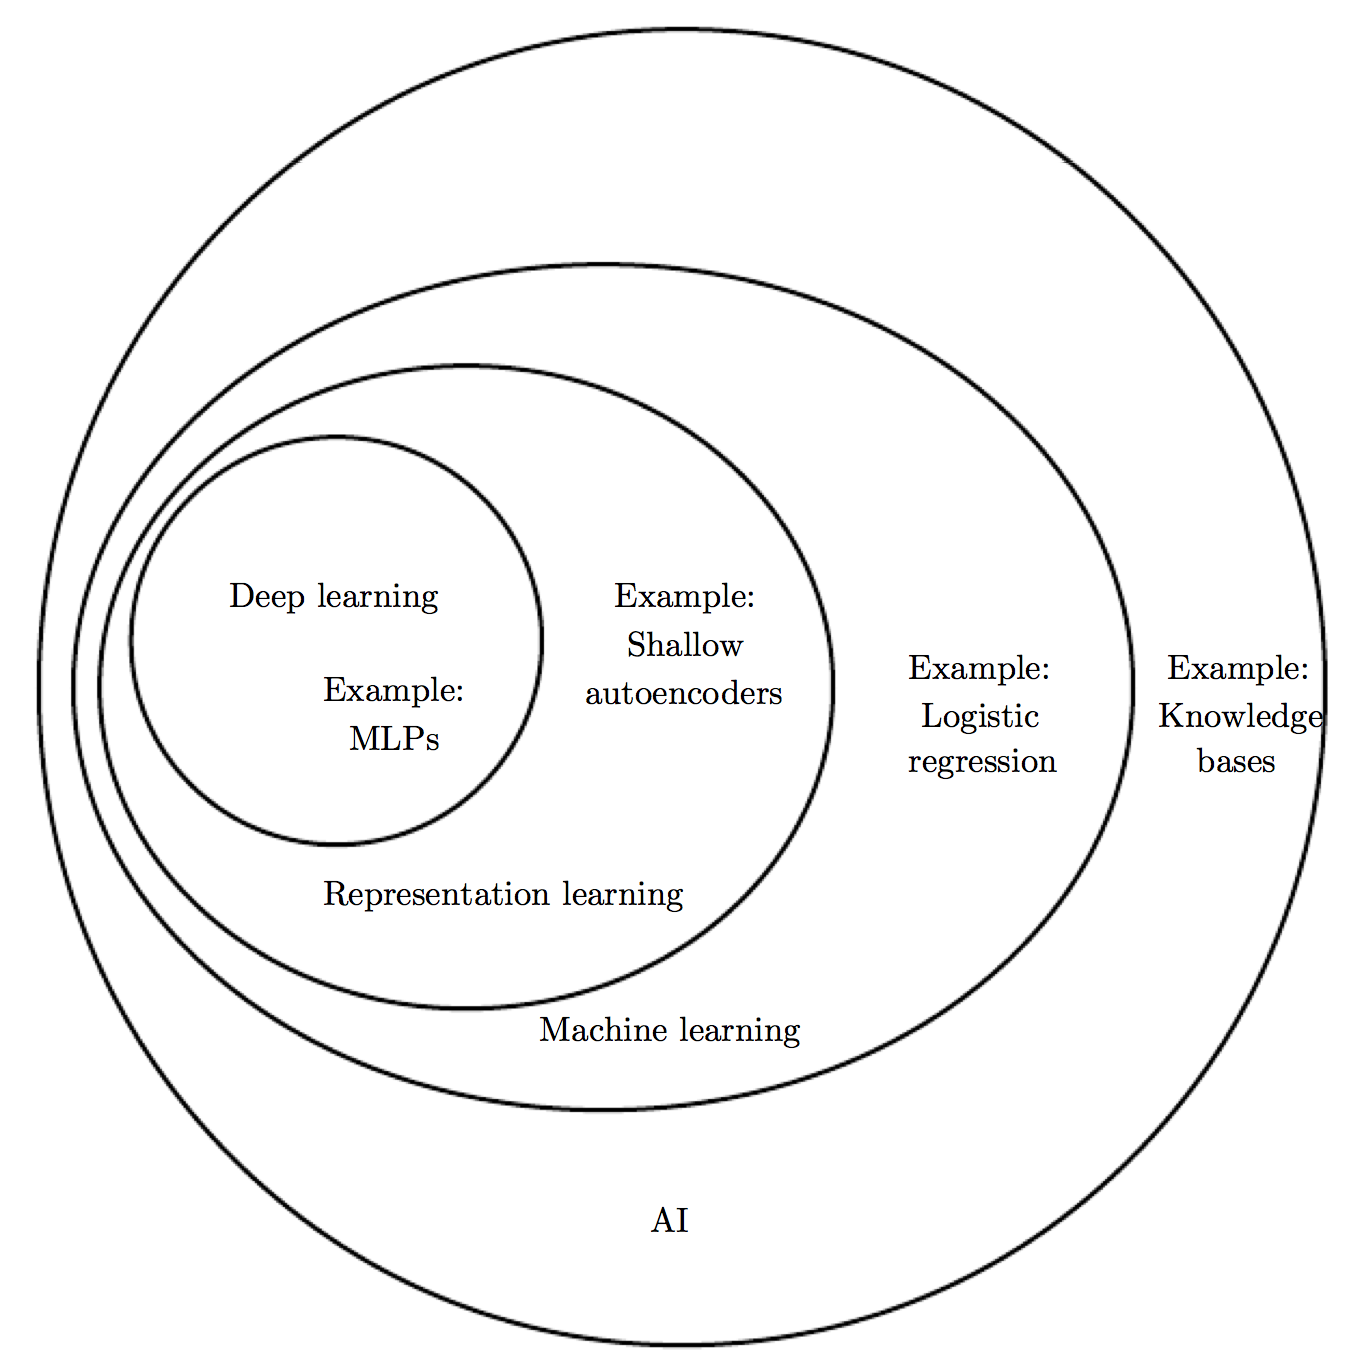 Deep learning
Example:
MLPs
Example:
Shallow
autoencoders
Example:
Logistic
regression
Example:
Knowledge
bases
Representation learning
Machine learning
AI